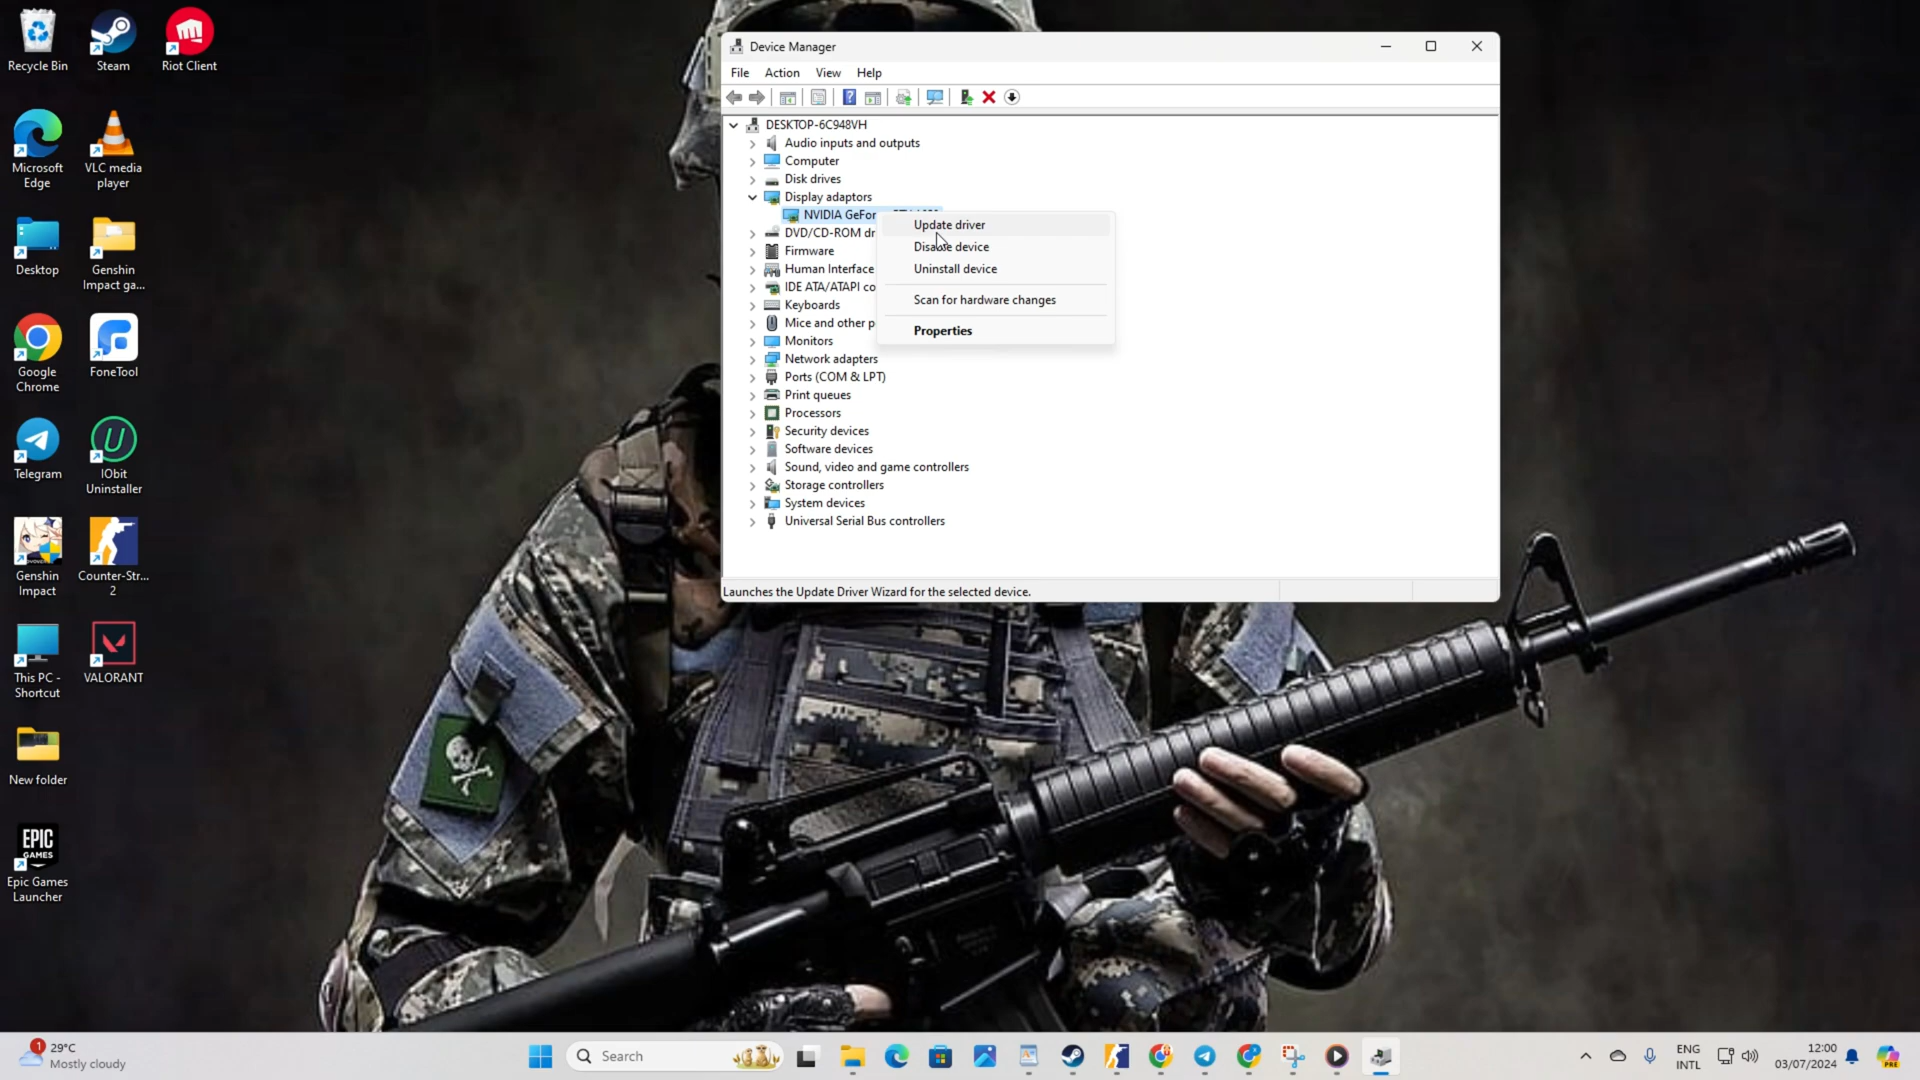 Recycle Bin
Steam
Riot Client
Microsoft
Edge
VLC media
player
Desktop
Genshin
Impact ga...
Google
Chrome
FoneTool
Telegram
IObit
Uninstaller
Genshin
Impact
Counter-Str...
2
This PC -
Shortcut
VALORANT
New folder
EPIC
GAMES
Epic Games
Launcher
Device Manager
File Action View Help
DESKTOP-6C948VH
Audio inputs and outputs
Computer
Disk drives
Display adaptors
NVIDIA GeFor
DVD/CD-ROM dr
Firmware
Human Interface
IDE ATA/ATAPI co
Keyboards
Mice and other p
Monitors
Network adapters
Ports (COM & LPT)
Print queues
Processors
Security devices
Software devices
Sound, video and game controllers
Storage controllers
System devices
Universal Serial Bus controllers
Update driver
Disable device
Uninstall device
Scan for hardware changes
Properties
Launches the Update Driver Wizard for the selected device.
1
29°C
Mostly cloudy
Search
ENG
INTL
12:00
03/07/2024
PRE